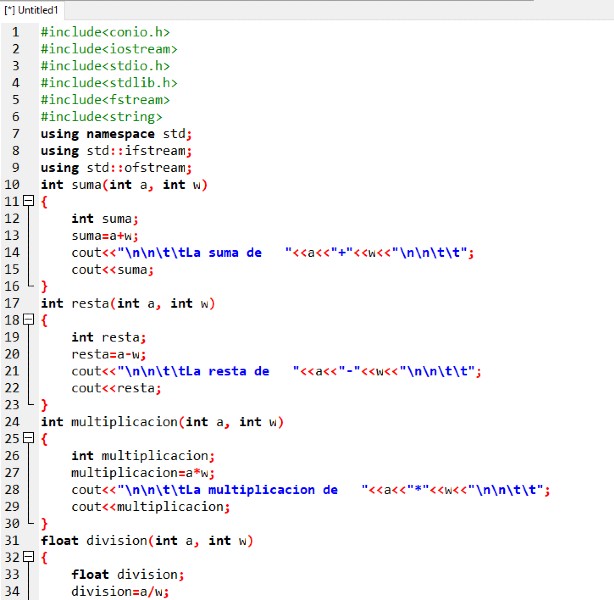 [*] Untitled1
1 #include<conio.h>
2 #include<iostream>
3 #include<stdio.h>
4 #include<stdlib.h>
5 #include<fstream>
6 #include<string>
7 using namespace std;
8 using std::ifstream;
9 using std::ofstream;
10 int suma(int a, int w)
11 {
12 int suma;
13 suma=a+w;
14 cout<<"\n\n\t\tLa suma de   "<<a<<"+"<<w<<"\n\n\t\t";
15 cout<<suma;
16 }
17 int resta(int a, int w)
18 {
19 int resta;
20 resta=a-w;
21 cout<<"\n\n\t\tLa resta de   "<<a<<"-"<<w<<"\n\n\t\t";
22 cout<<resta;
23 }
24 int multiplicacion(int a, int w)
25 {
26 int multiplicacion;
27 multiplicacion=a*w;
28 cout<<"\n\n\t\tLa multiplicacion de   "<<a<<"*"<<w<<"\n\n\t\t";
29 cout<<multiplicacion;
30 }
31 float division(int a, int w)
32 {
33 float division;
34 division=a/w;